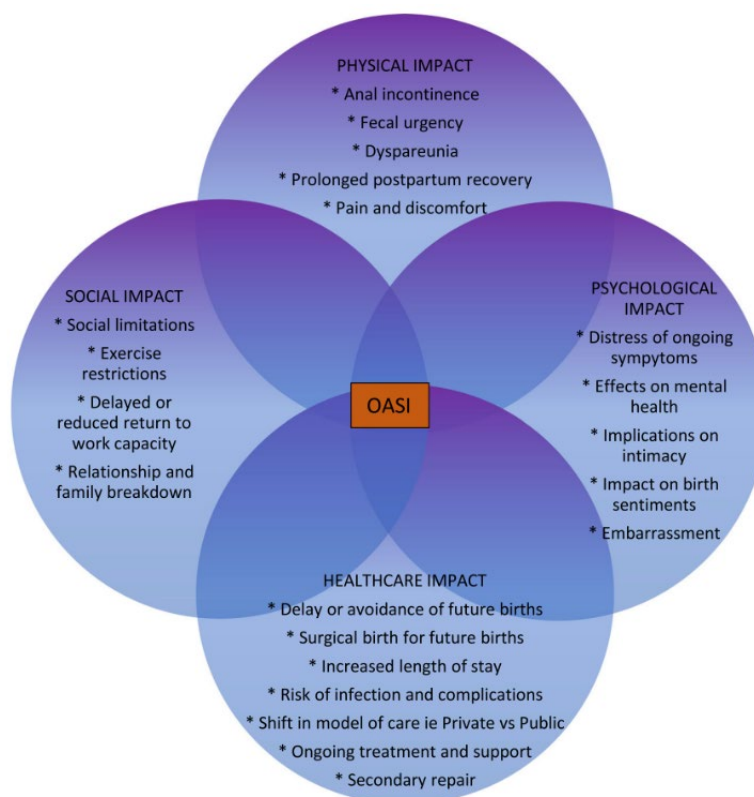 PHYSICAL IMPACT
* Anal incontinence
* Fecal urgency
* Dyspareunia
* Prolonged postpartum recovery
* Pain and discomfort
SOCIAL IMPACT
* Social limitations
* Exercise
restrictions
* Delayed or
reduced return to
work capacity
* Relationship and
family breakdown
PSYCHOLOGICAL
IMPACT
* Distress of ongoing
sympytoms
* Effects on mental
health
* Implications on
intimacy
* Impact on birth
sentiments
* Embarrassment
OASI
HEALTHCARE IMPACT
* Delay or avoidance of future births
* Surgical birth for future births
* Increased length of stay
* Risk of infection and complications
* Shift in model of care ie Private vs Public
* Ongoing treatment and support
* Secondary repair